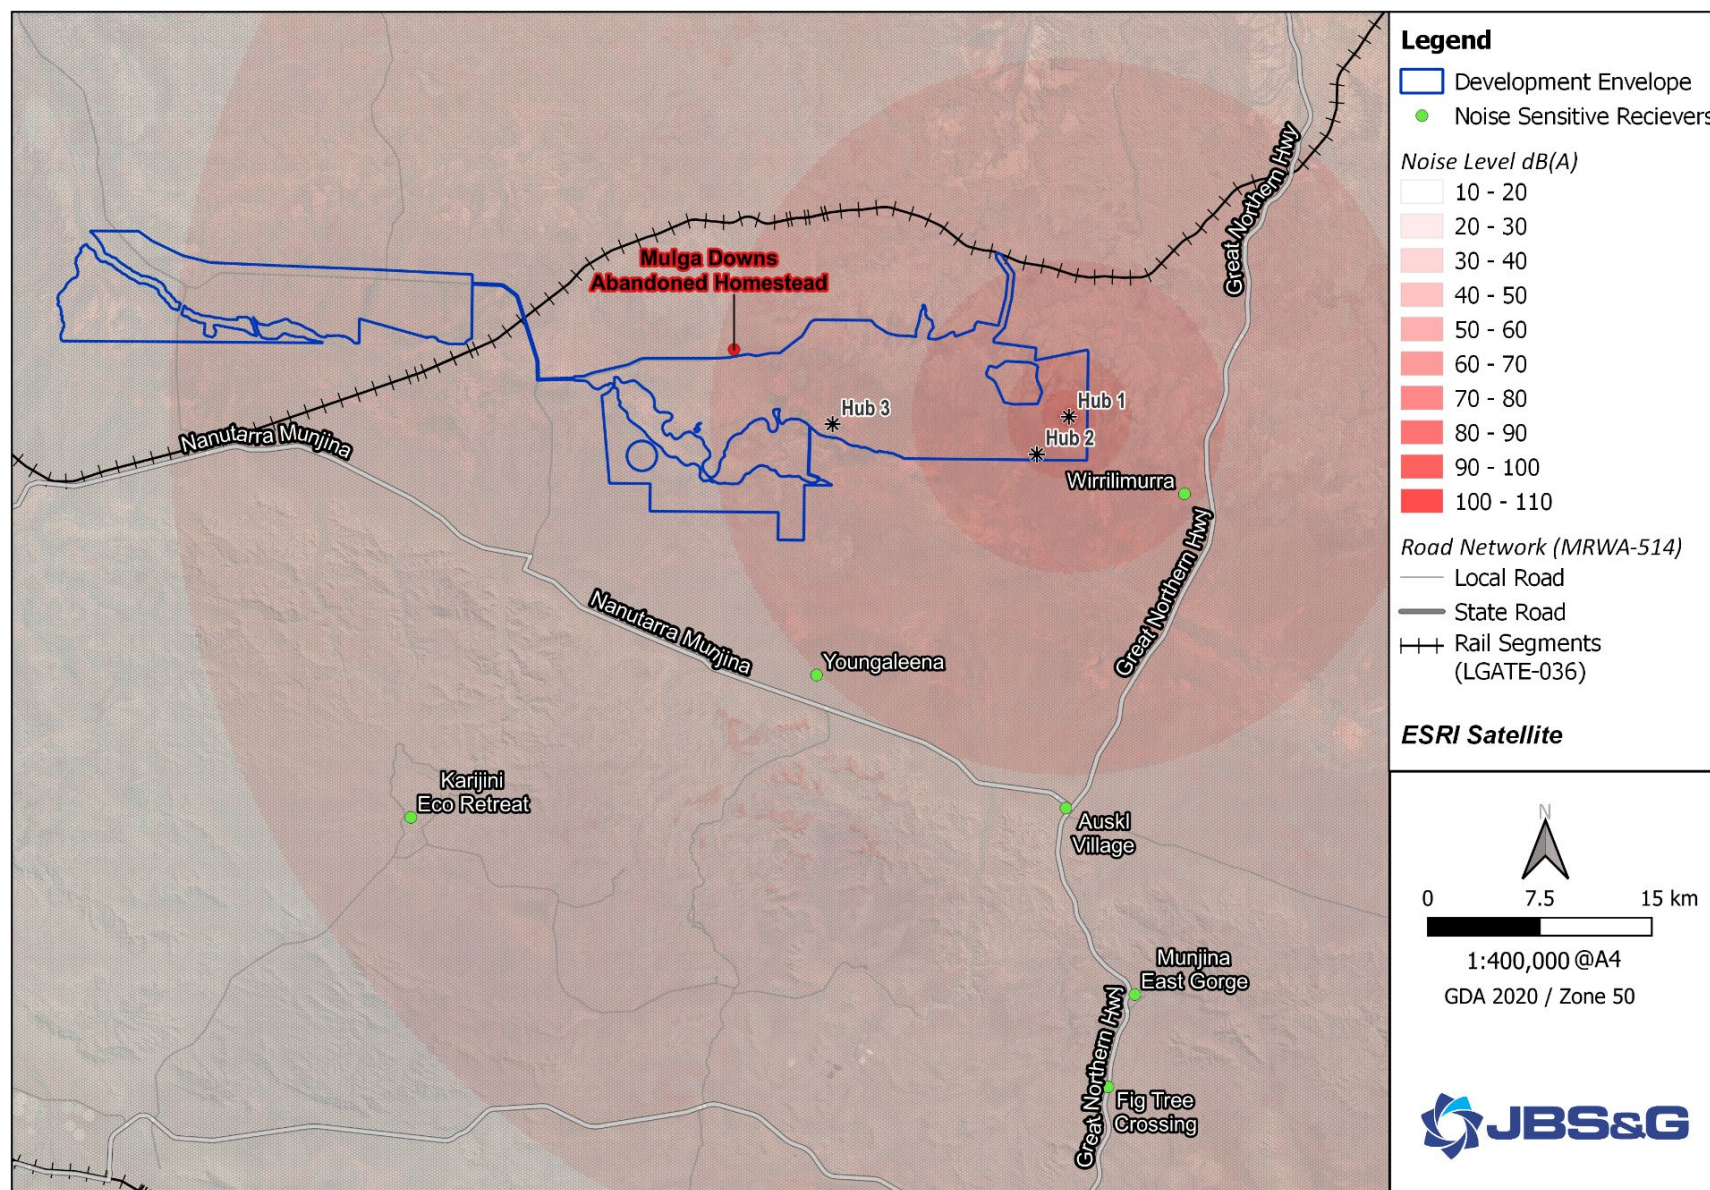 Great Northern Hwy
Mulga Downs
Abandoned Homestead
Hub 3
Hub 1
Hub 2
Nanutarra Munjina
Wirrilimurra
Great Northern Hwy
Nanutarra Munjina
Youngaleena
Karijini
Eco Retreat
Auskl
Village
Munjina
East Gorge
Great Northern Hwy
Fig Tree
Crossing
Legend
Development Envelope
Noise Sensitive Recievers
Noise Level dB(A)
10 - 20
20 - 30
30 - 40
40 - 50
50 - 60
60 - 70
70 - 80
80 - 90
90 - 100
100 - 110
Road Network (MRWA-514)
Local Road
State Road
Rail Segments
(LGATE-036)
ESRI Satellite
N
0 7.5 15 km
1:400,000 @A4
GDA 2020 / Zone 50
JBS&G